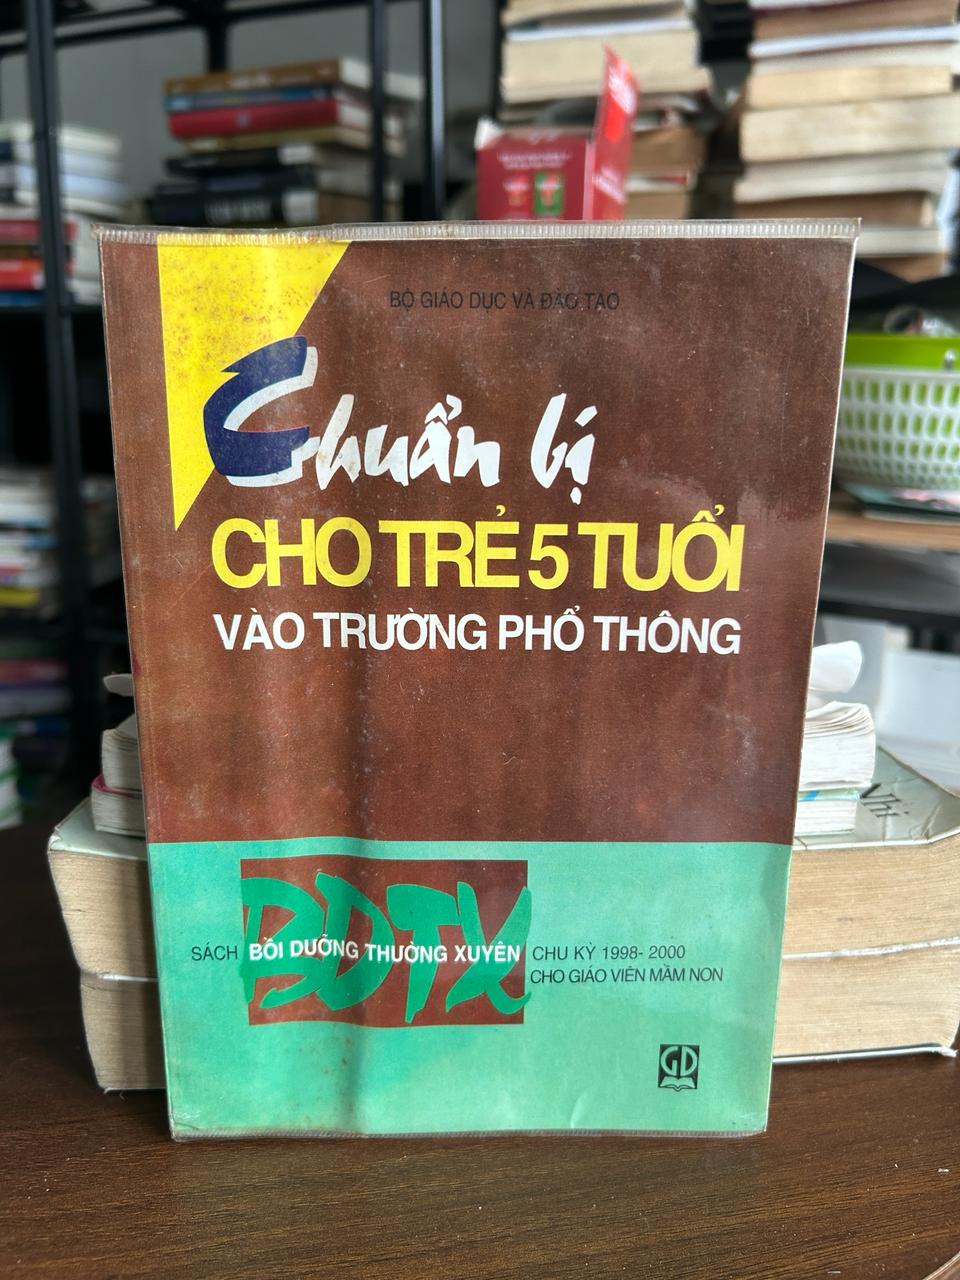 BỘ GIÁO DỤC VÀ ĐÀO TẠO
Chuẩn bị
CHO TRẺ 5 TUỔI
VÀO TRƯỜNG PHỔ THÔNG
BDTX
SÁCH BỒI DƯỠNG THƯỜNG XUYÊN CHU KỲ 1998- 2000
CHO GIÁO VIÊN MẦM NON
GD
Nhi